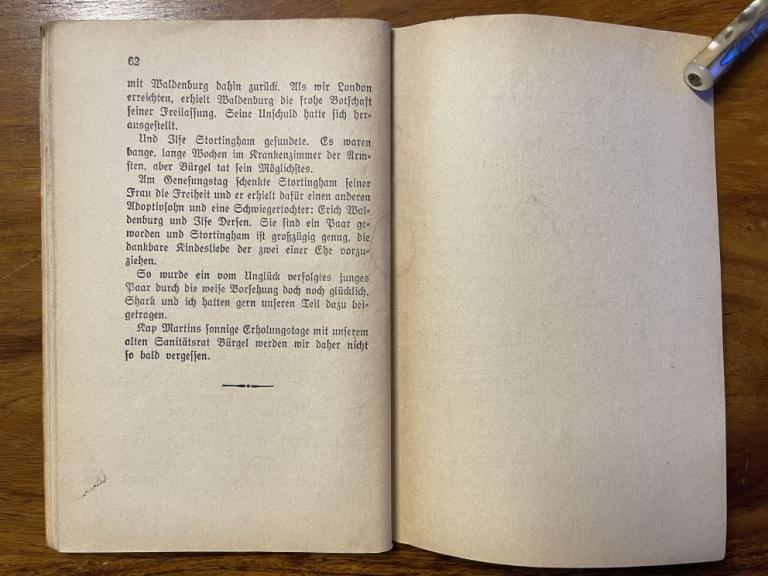 62
mit Waldenburg dahin zurück. Als wir London
erreichten, erhielt Waldenburg die frohe Botschaft
seiner Freilassung. Seine Unschuld hatte sich her-
ausgestellt.
Und Ilse Stortingham gesundete. Es waren
bange, lange Wochen im Krankenzimmer der Ärm-
sten, aber Bürgel tat sein Möglichstes.
Am Genesungstag schenkte Stortingham seiner
Frau die Freiheit und er erhielt dafür einen anderen
Adoptivsohn und eine Schwiegertochter: Erich Wal-
denburg und Ilse Dersen. Sie sind ein Paar ge-
worden und Stortingham ist großzügig genug, die
dankbare Kindesliebe der zwei einer Ehe vorzu-
ziehen.
So wurde ein vom Unglück verfolgtes junges
Paar durch die weise Vorsehung doch noch glücklich.
Shark und ich hatten gern unseren Teil dazu bei-
getragen.
Kap Martins sonnige Erholungstage mit unserem
alten Sanitätsrat Bürgel werden wir daher nicht
so bald vergessen.